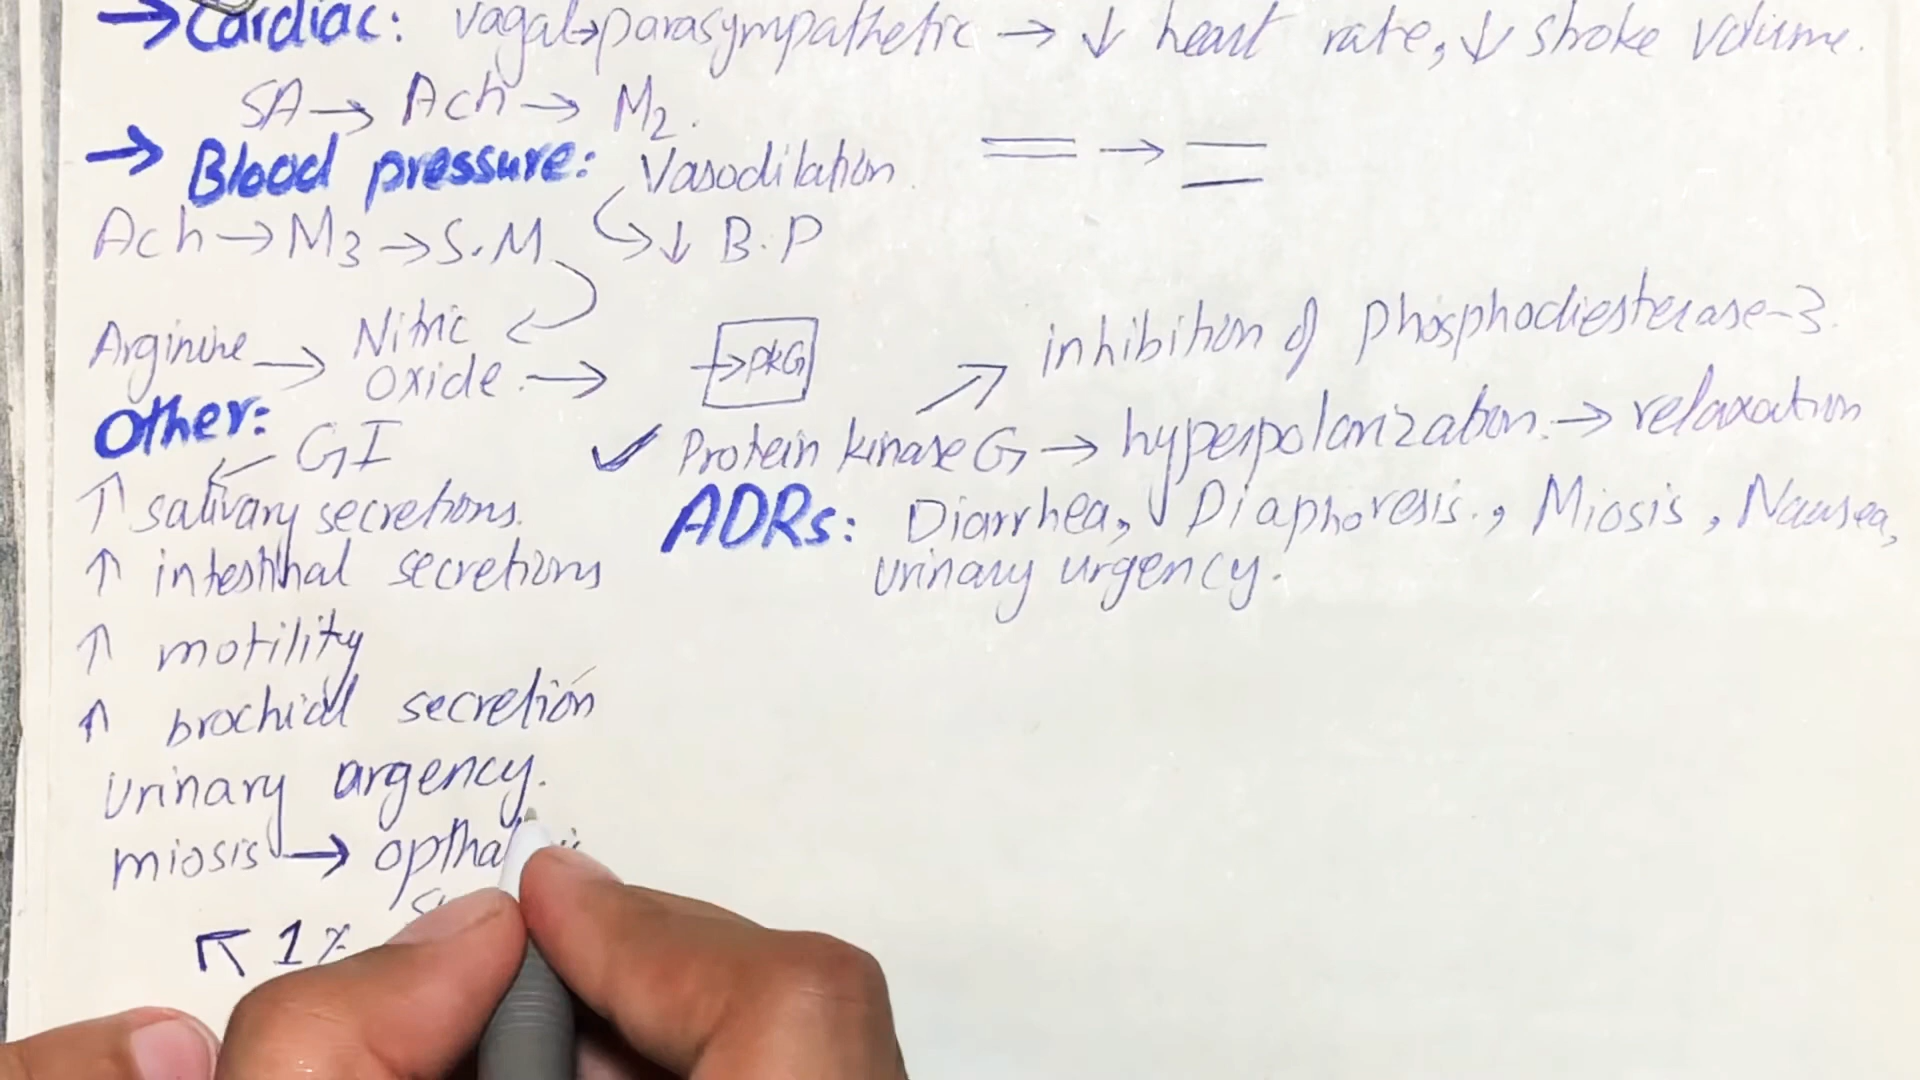 → Cardiac: vagal→parasympathetic → ↓ heart rate, ↓ stroke volume.
SA → Ach → M2.
→ Blood pressure: Vasodilation
Ach → M3 → S.M ↓ B.P
Arginine → Nitric oxide. → → PKG
inhibition of phosphodiesterase-3.
✓ Protein kinase G → hyperpolarization. → relaxation
Other:
GI
↑ salivary secretions.
↑ intestinal secretions
↑ motility
↑ brochial secretion
urinary urgency.
miosis →
1%
ADRs: Diarrhea, Diaphoresis, Miosis, Nausea,
urinary urgency.